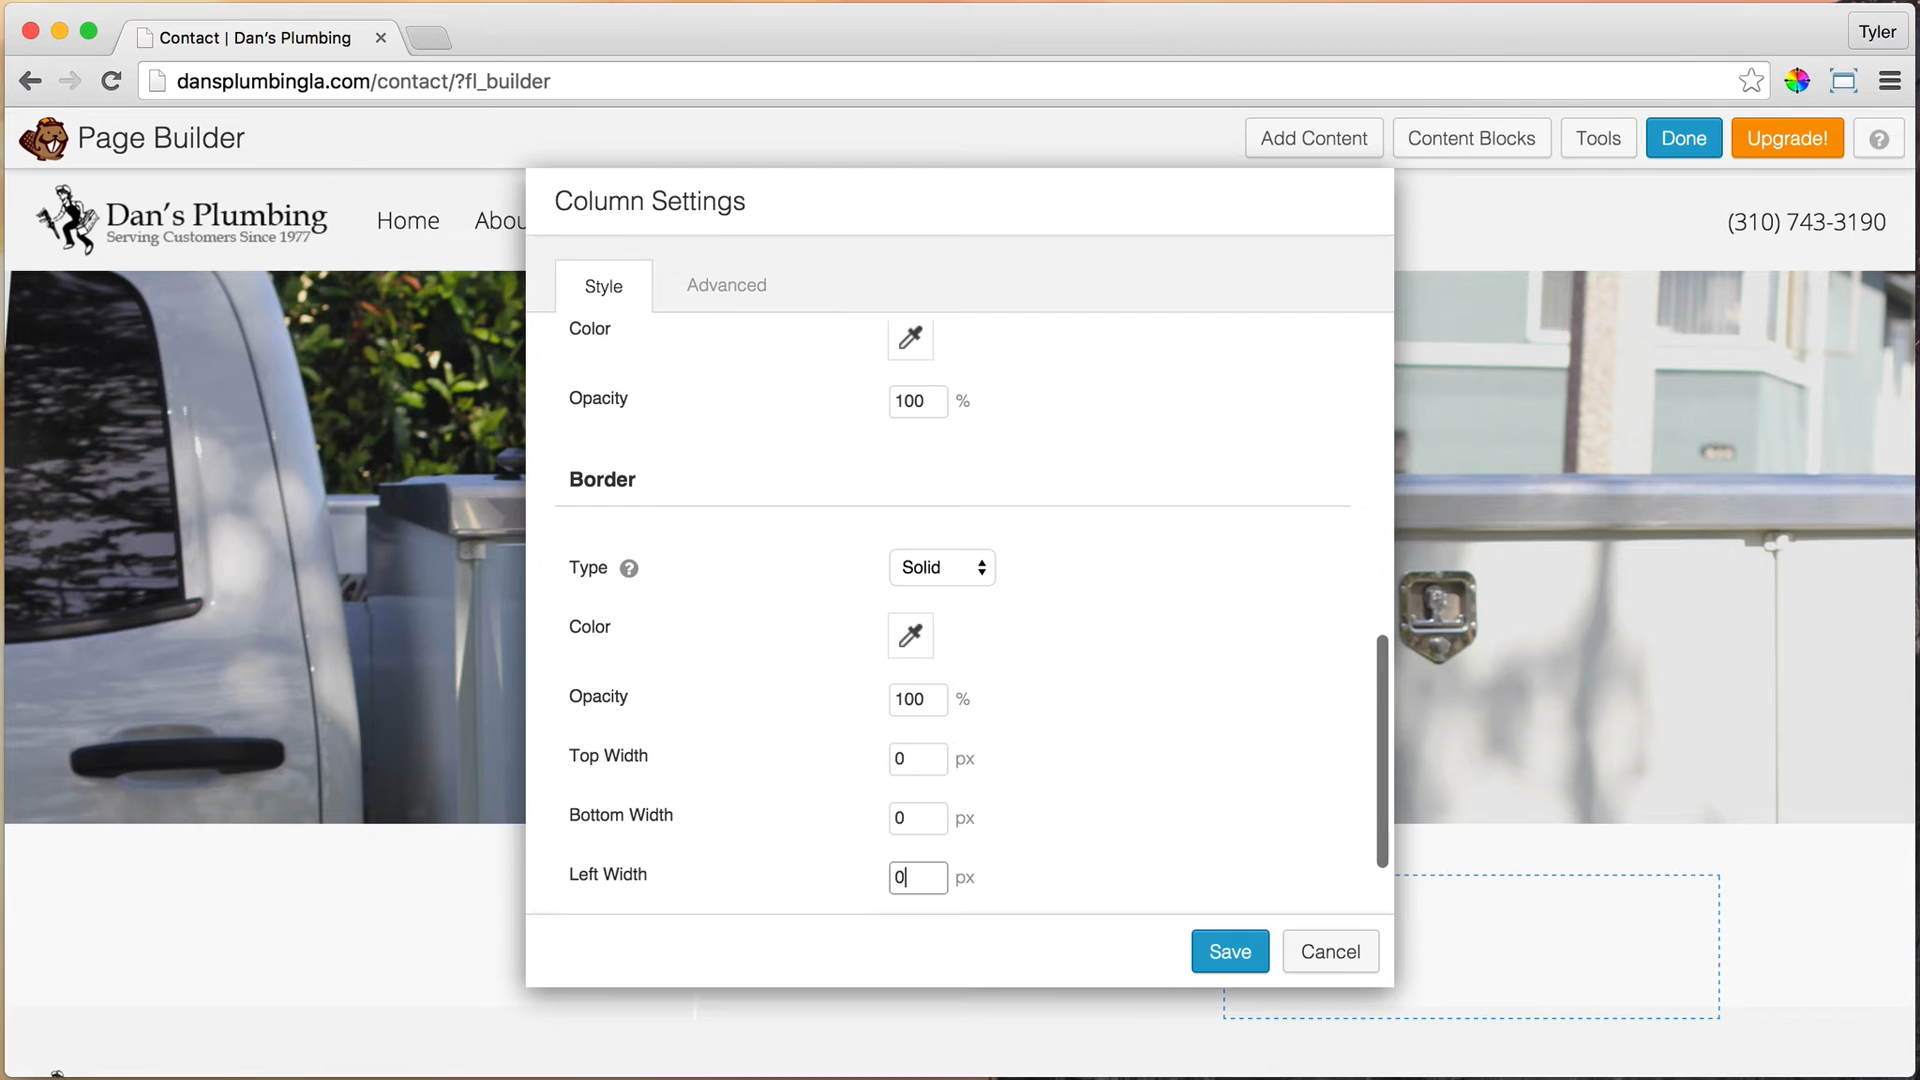 Contact | Dan's Plumbing
Tyler
dansplumbingla.com/contact/?fl_builder
Page Builder
Add Content
Content Blocks
Tools
Done
Upgrade!
?
Column Settings
Dan's Plumbing
Serving Customers Since 1977
Home
Abou
(310) 743-3190
Style
Advanced
Color
Opacity
100 %
Border
Type ?
Solid
Color
Opacity
100 %
Top Width
0 px
Bottom Width
0 px
Left Width
0 px
Save
Cancel